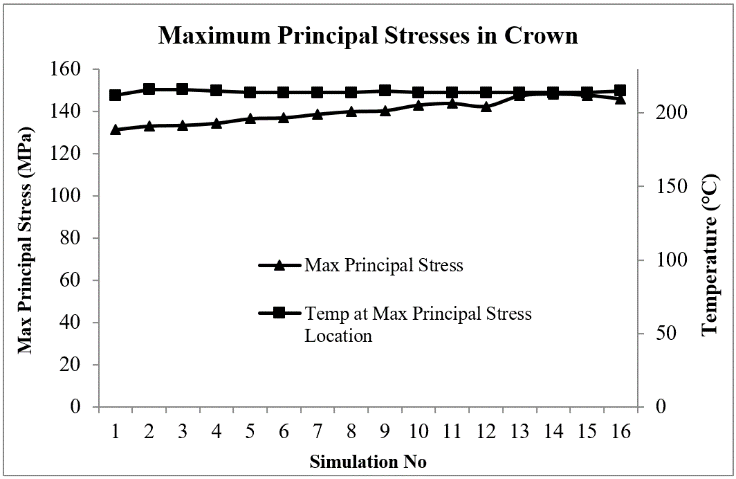 Maximum Principal Stresses in Crown
Max Principal Stress (MPa)
160
140
120
100
80
60
40
20
0
Max Principal Stress
Temp at Max Principal Stress
Location
200
150
100
50
0
Temperature (°C)
1 2 3 4 5 6 7 8 9 10 11 12 13 14 15 16
Simulation No